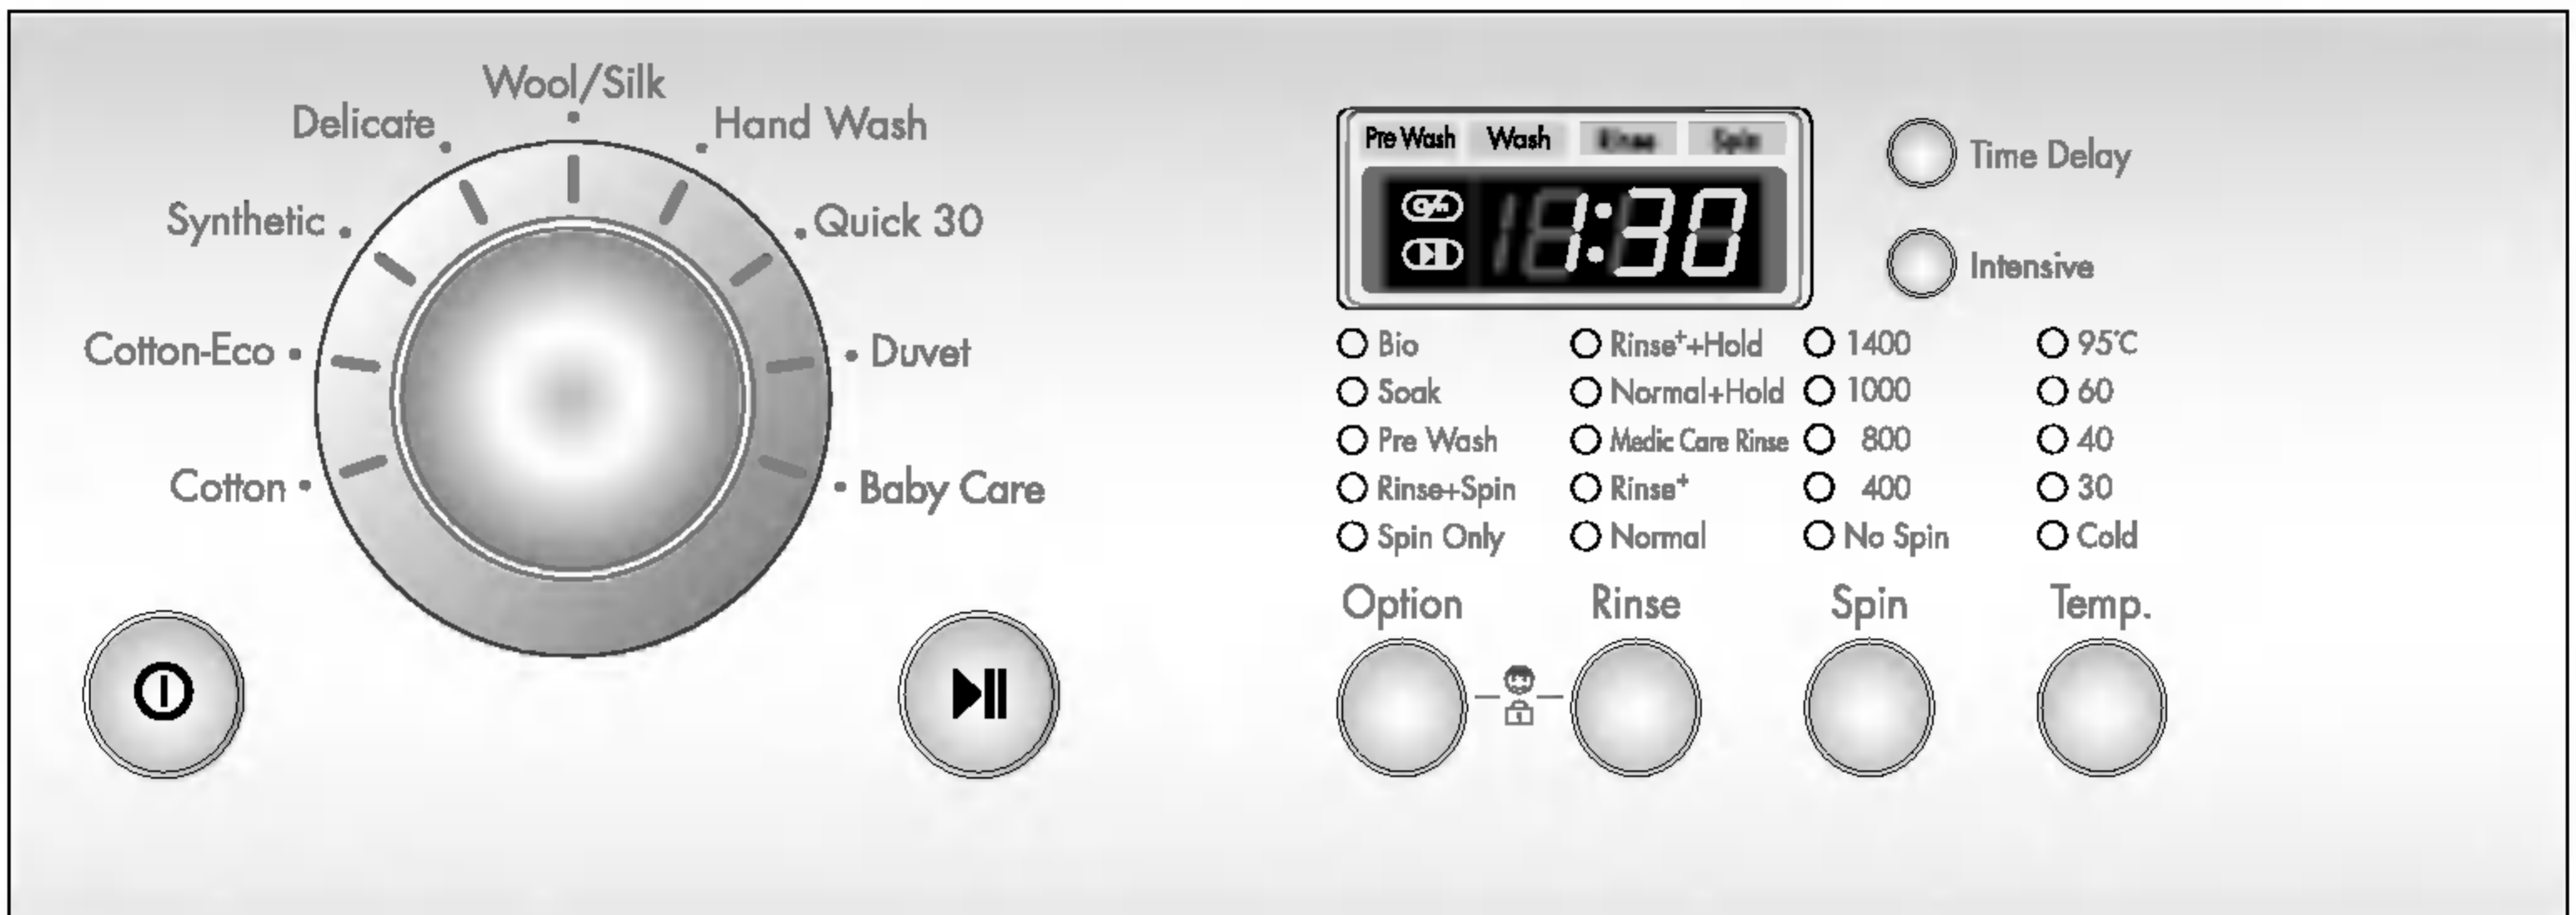 Wool/Silk
Delicate
Hand Wash
Synthetic
Quick 30
Cotton-Eco
Duvet
Cotton
Baby Care
Pre Wash Wash Rinse Spin
1:30
Time Delay
Intensive
Bio
Soak
Pre Wash
Rinse+Spin
Spin Only
Option
Rinse⁺+Hold
Normal+Hold
Medic Care Rinse
Rinse⁺
Normal
Rinse
1400
1000
800
400
No Spin
Spin
95°C
60
40
30
Cold
Temp.